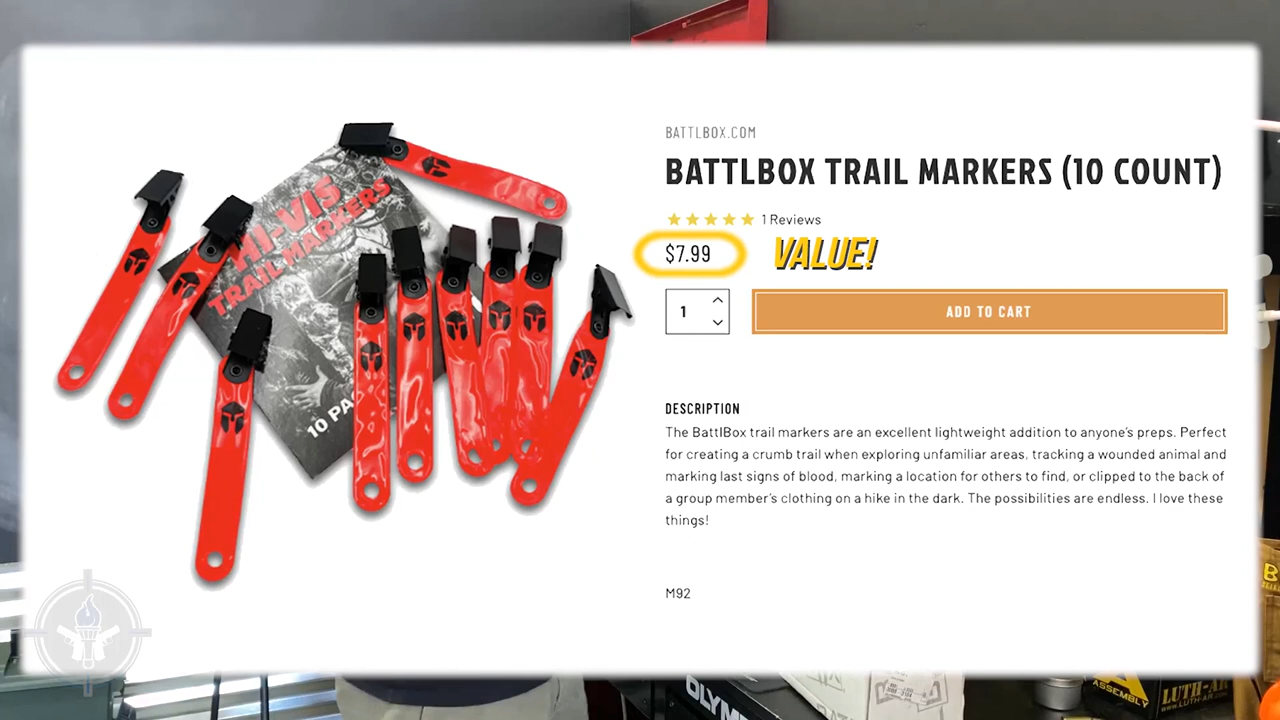 BATTLBOX.COM
BATTLBOX TRAIL MARKERS (10 COUNT)
1 Reviews
$7.99
VALUE!
1
ADD TO CART
DESCRIPTION
The BattlBox trail markers are an excellent lightweight addition to anyone's preps. Perfect
for creating a crumb trail when exploring unfamiliar areas, tracking a wounded animal and
marking last signs of blood, marking a location for others to find, or clipped to the back of
a group member's clothing on a hike in the dark. The possibilities are endless. I love these
things!
M92
HI-VIS
TRAIL MARKERS
10 PA
OLYM
ASSEMBLY
LUTH-AR